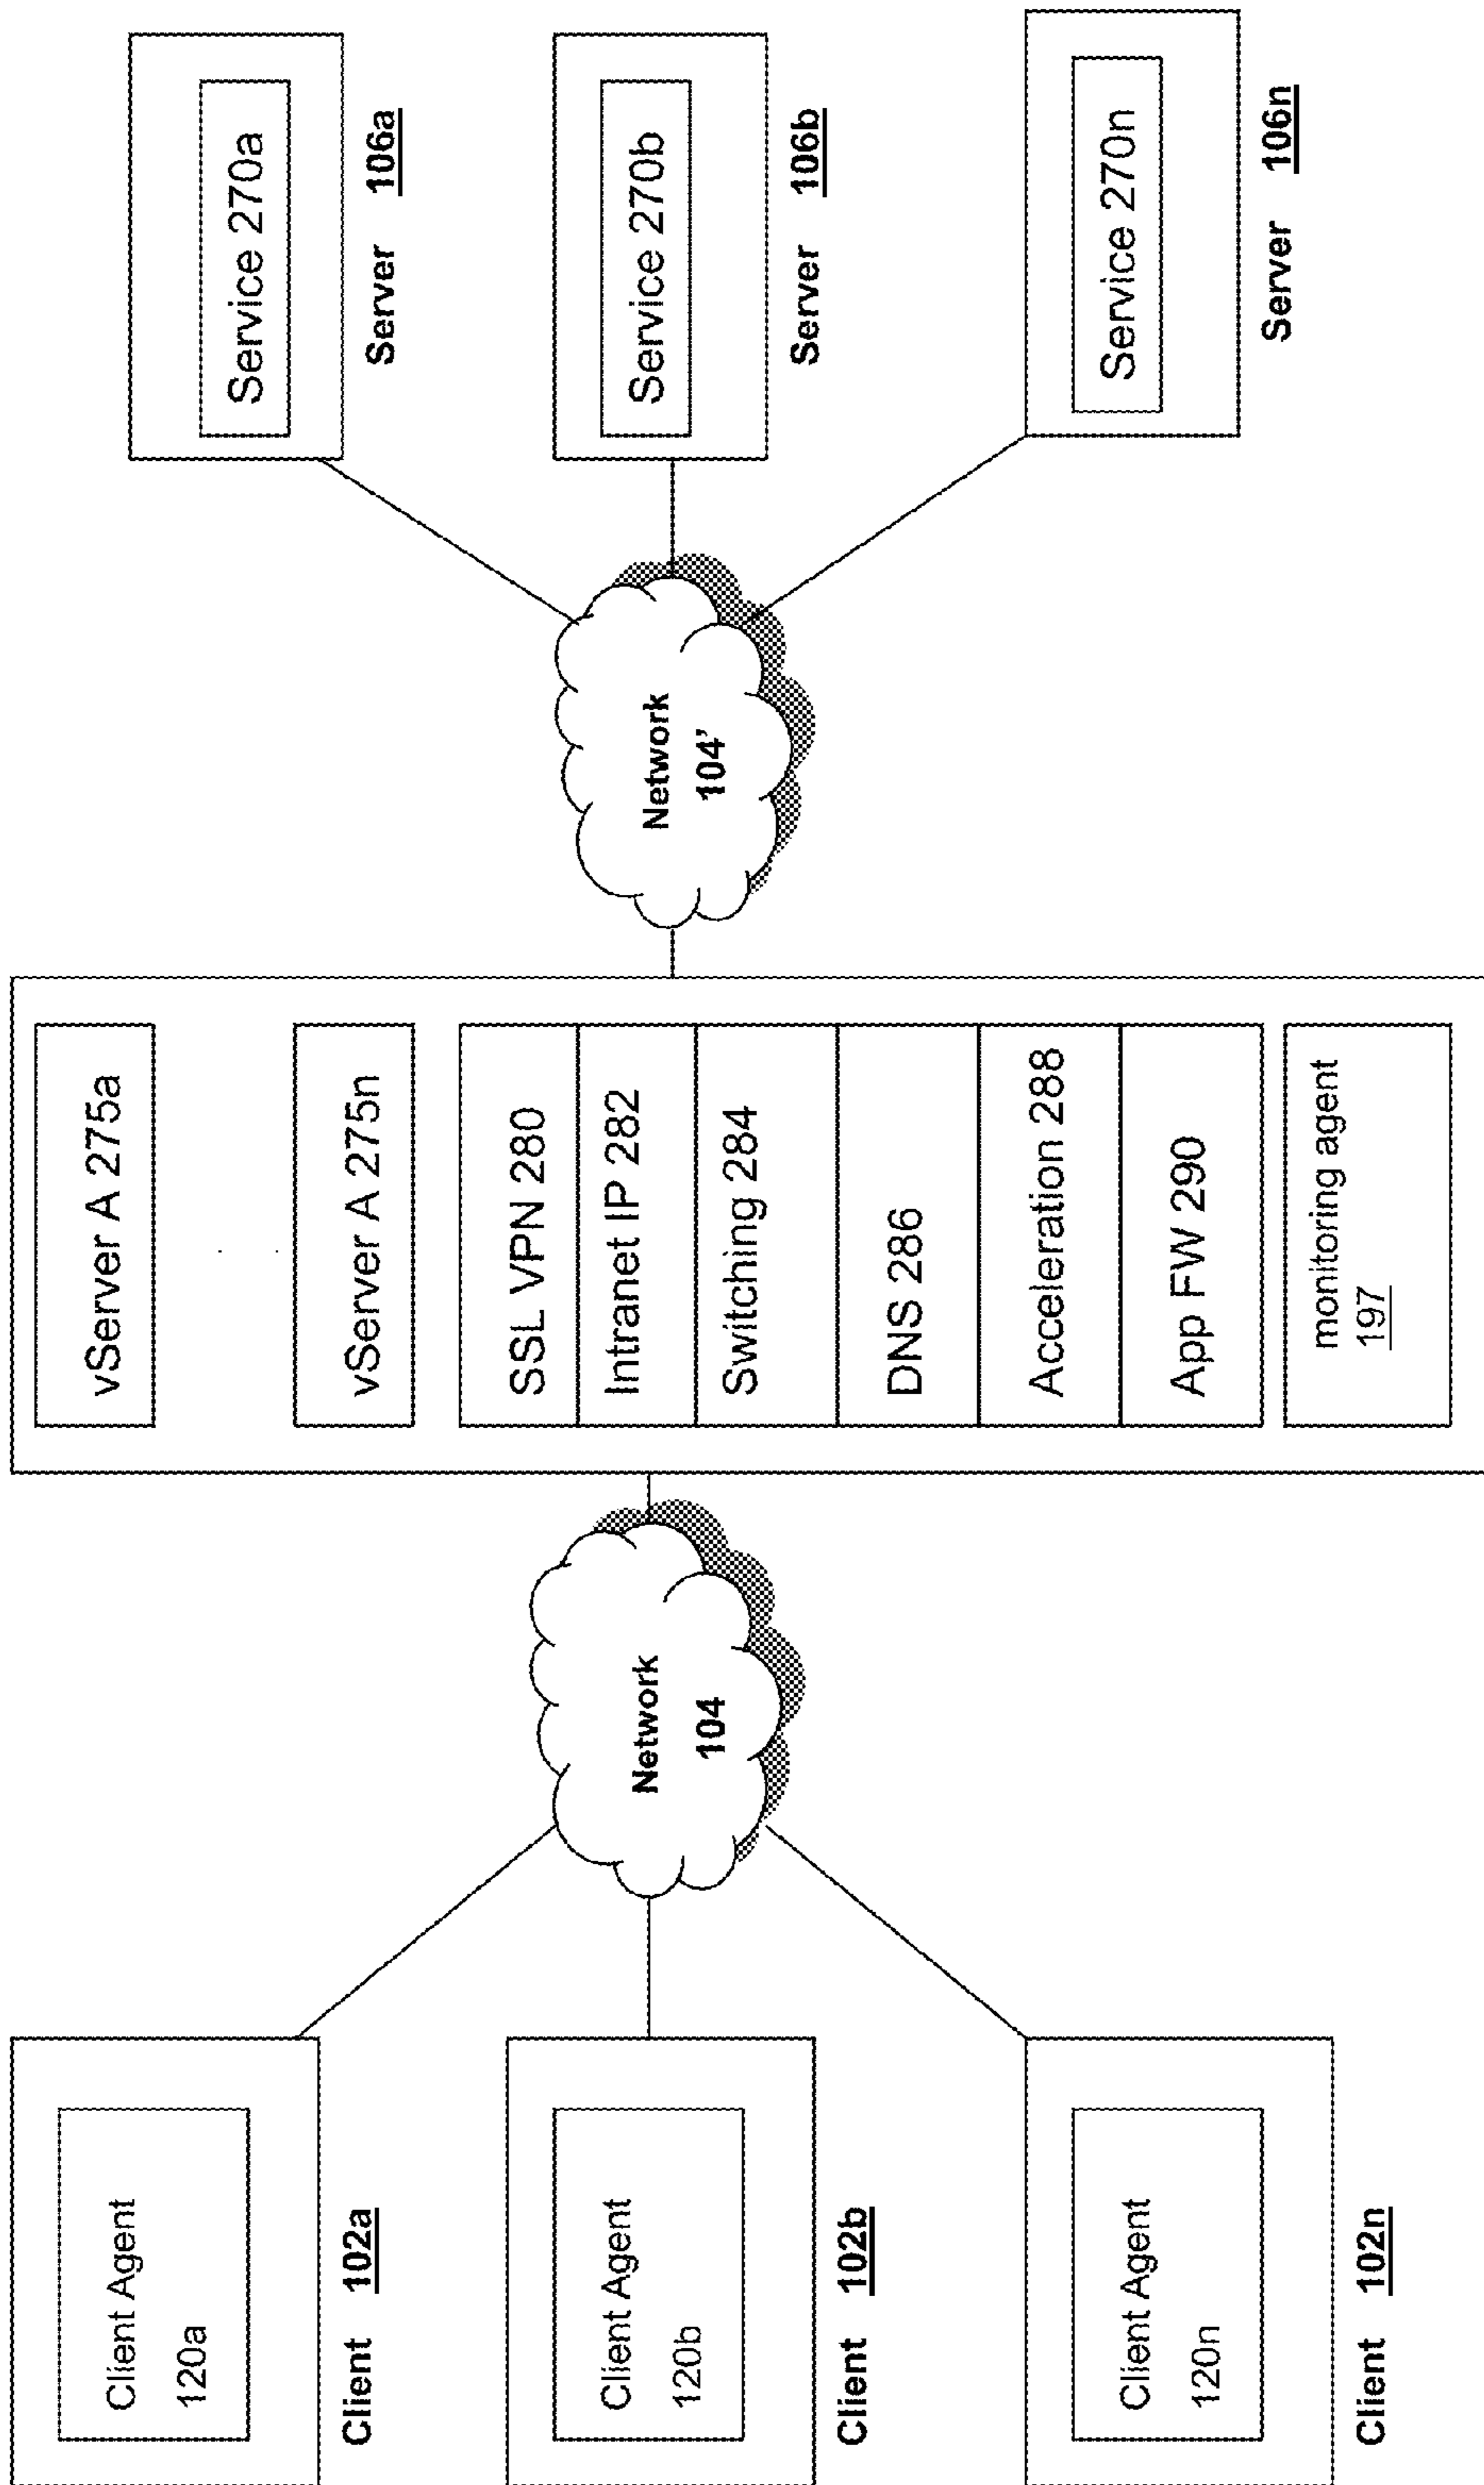 Client Agent
120a
Client 102a
Client Agent
120b
Client 102b
Client Agent
120n
Client 102n
Network
104
vServer A 275a
vServer A 275n
SSL VPN 280
Intranet IP 282
Switching 284
DNS 286
Acceleration 288
App FW 290
monitoring agent
197
Network
104'
Service 270a
Server 106a
Service 270b
Server 106b
Service 270n
Server 106n